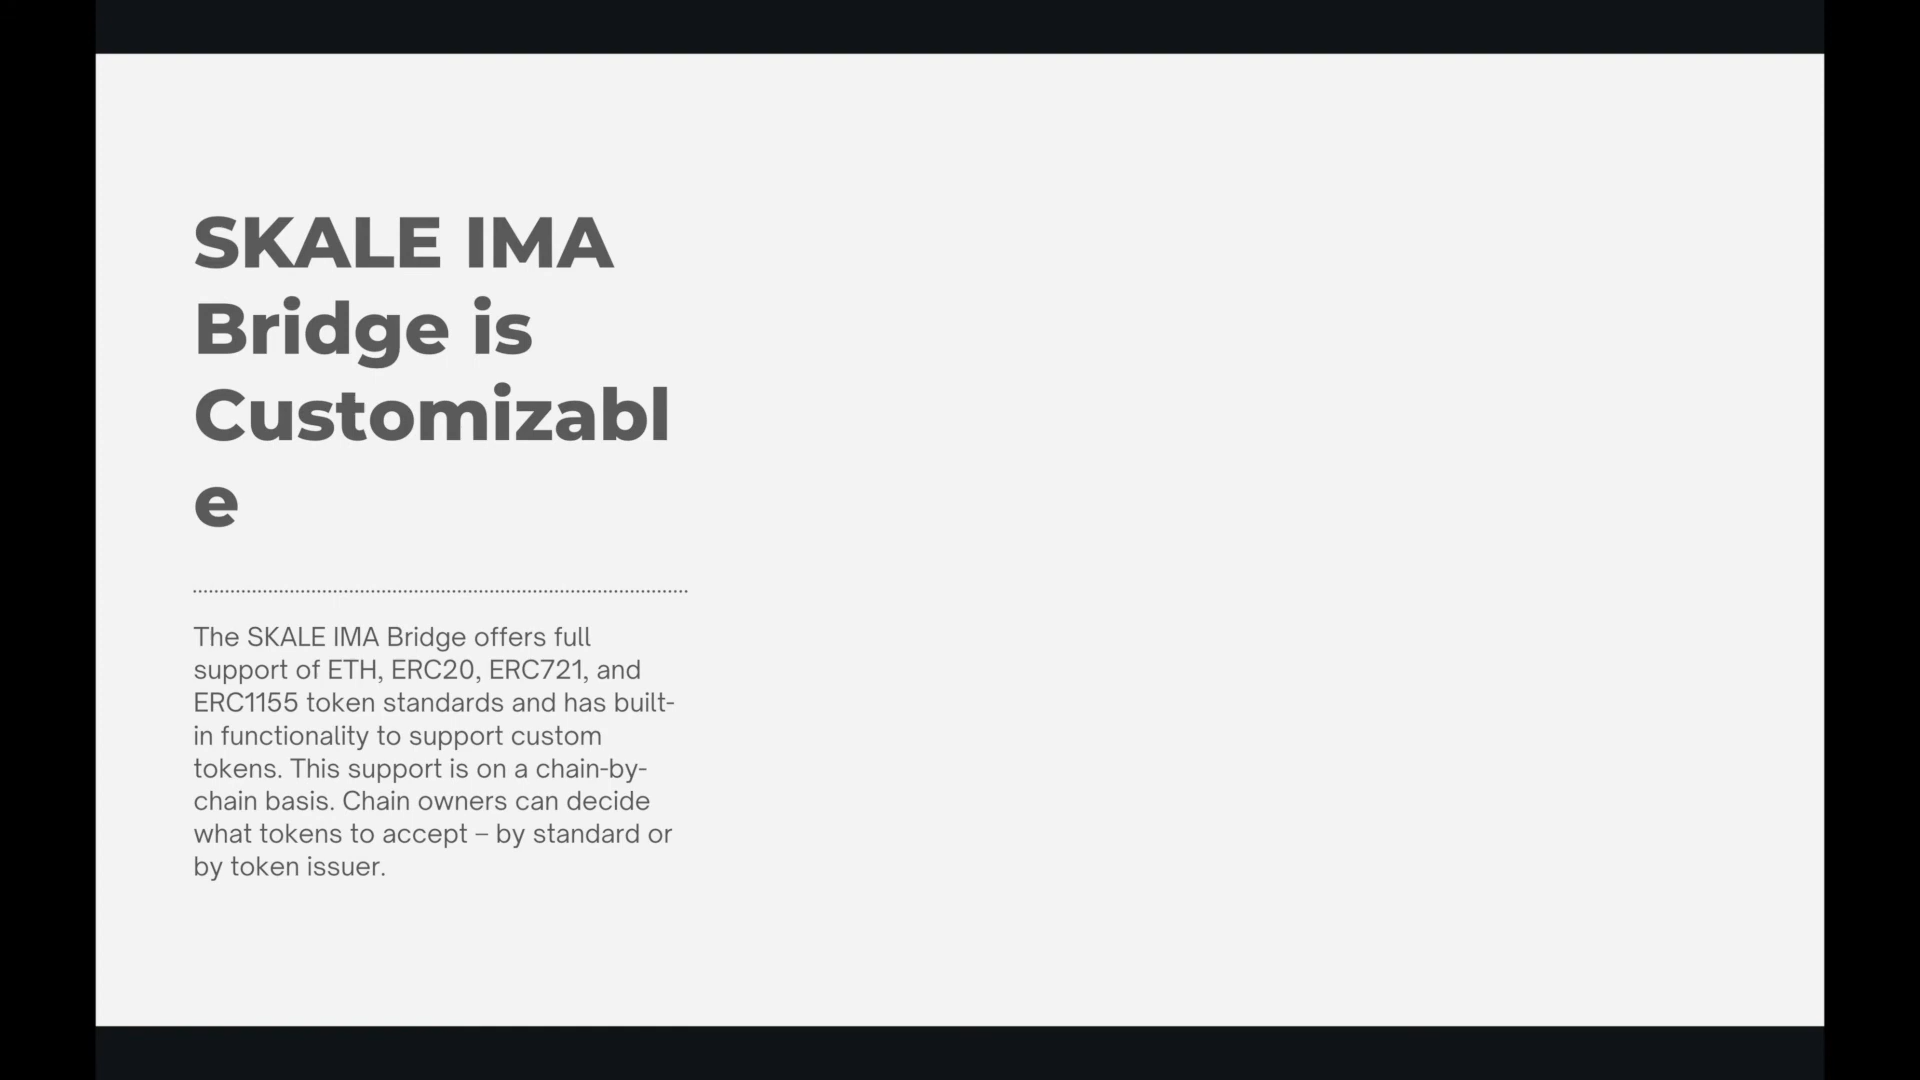 SKALE IMA
Bridge is
Customizabl
e
The SKALE IMA Bridge offers full
support of ETH, ERC20, ERC721, and
ERC1155 token standards and has built-
in functionality to support custom
tokens. This support is on a chain-by-
chain basis. Chain owners can decide
what tokens to accept – by standard or
by token issuer.